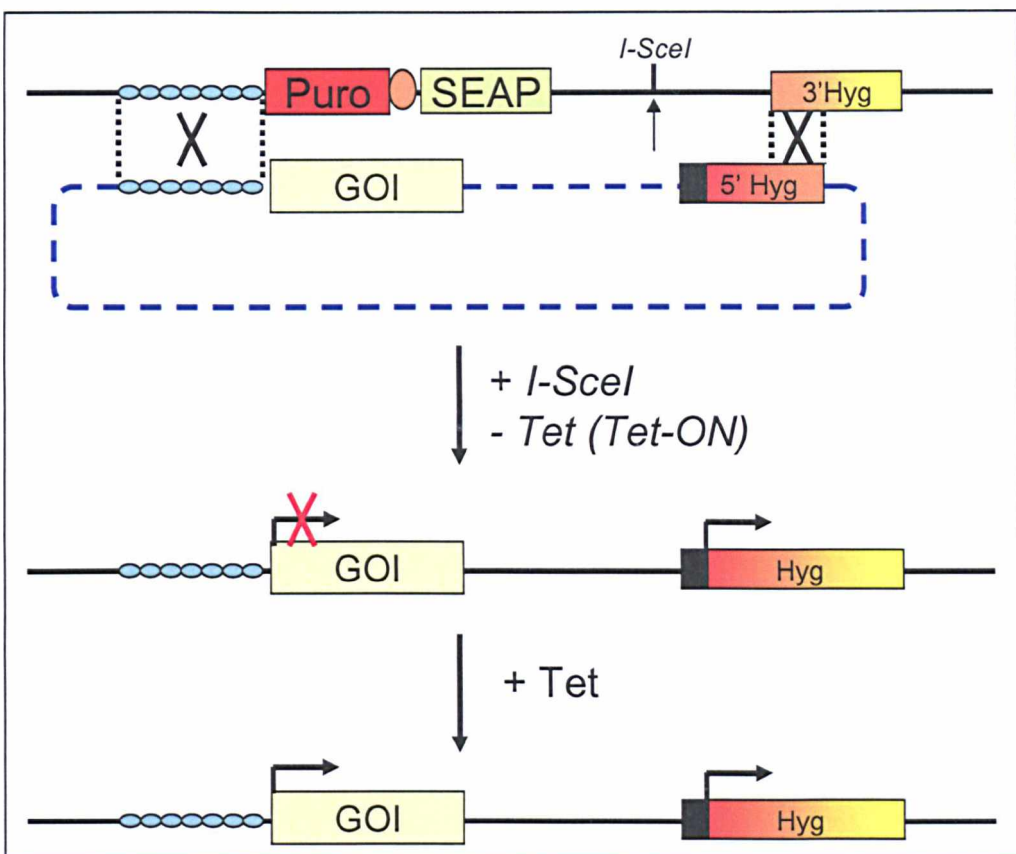 I-SceI
Puro SEAP 3'Hyg
GOI 5' Hyg
+ I-SceI
- Tet (Tet-ON)
GOI Hyg
+ Tet
GOI Hyg